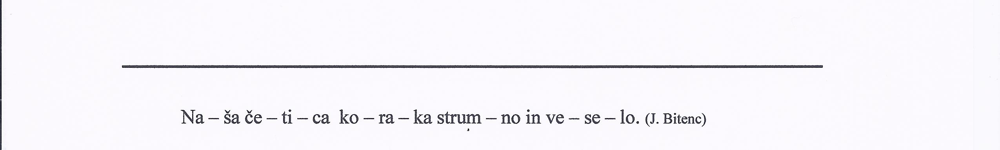 Na – ša če – ti – ca ko – ra – ka strum – no in ve – se – lo. (J. Bitenc)